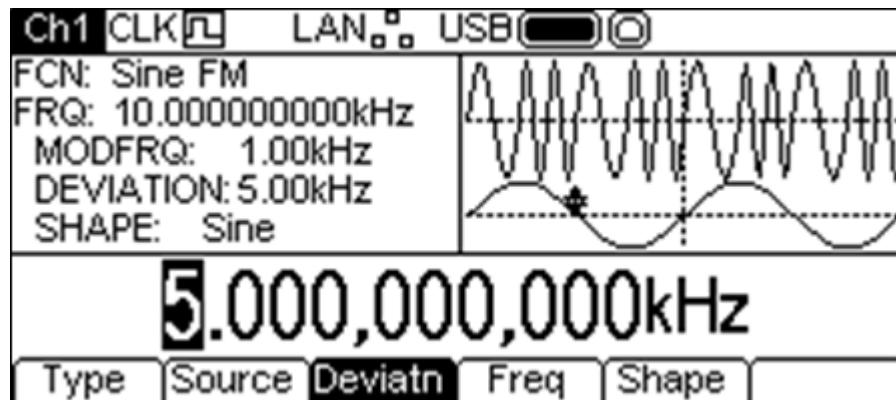 Ch1 CLK LAN USB
FCN: Sine FM
FRQ: 10.000000000kHz
MODFRQ: 1.00kHz
DEVIATION: 5.00kHz
SHAPE: Sine
5.000,000,000kHz
Type Source Deviatn Freq Shape